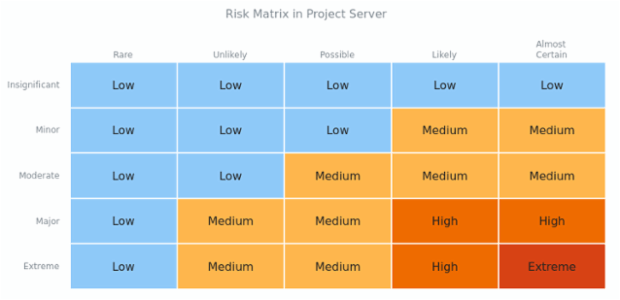 Risk Matrix in Project Server
Rare Unlikely Possible Likely Almost
Certain
Insignificant Low Low Low Low Low
Minor Low Low Low Medium Medium
Moderate Low Low Medium Medium Medium
Major Low Medium Medium High High
Extreme Low Medium Medium High Extreme